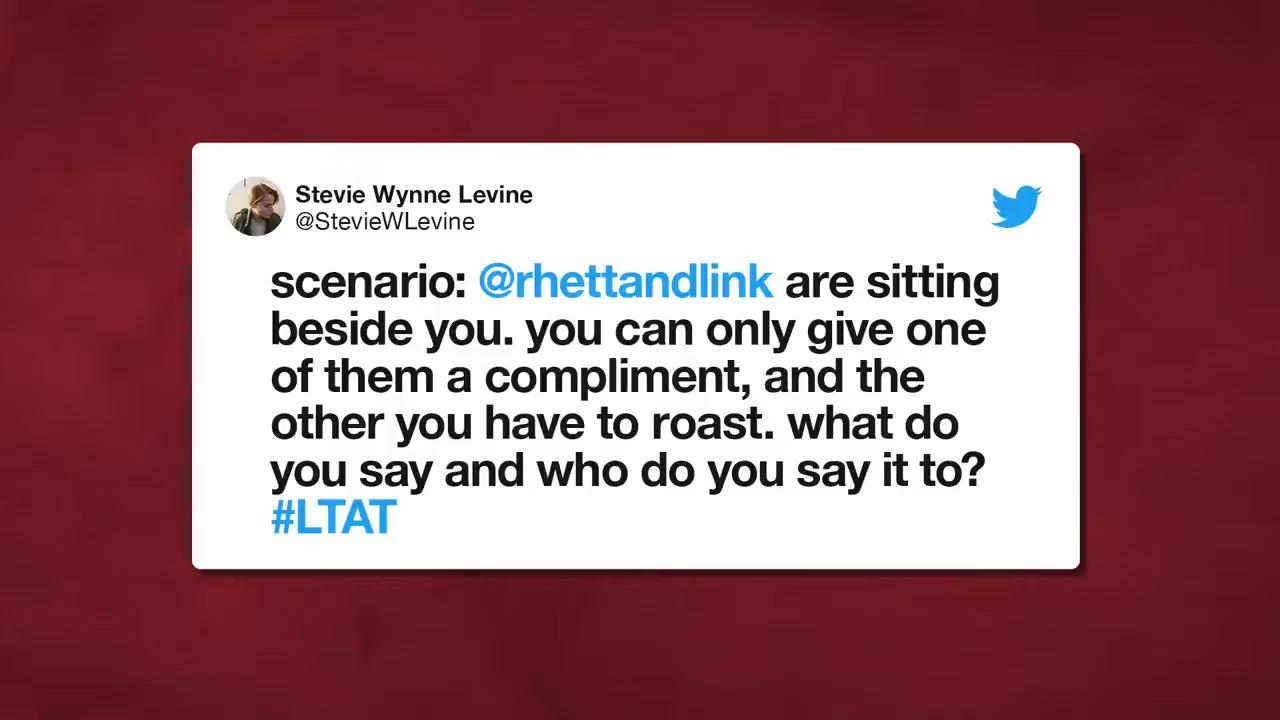 Stevie Wynne Levine
@StevieWLevine
scenario: @rhettandlink are sitting
beside you. you can only give one
of them a compliment, and the
other you have to roast. what do
you say and who do you say it to?
#LTAT